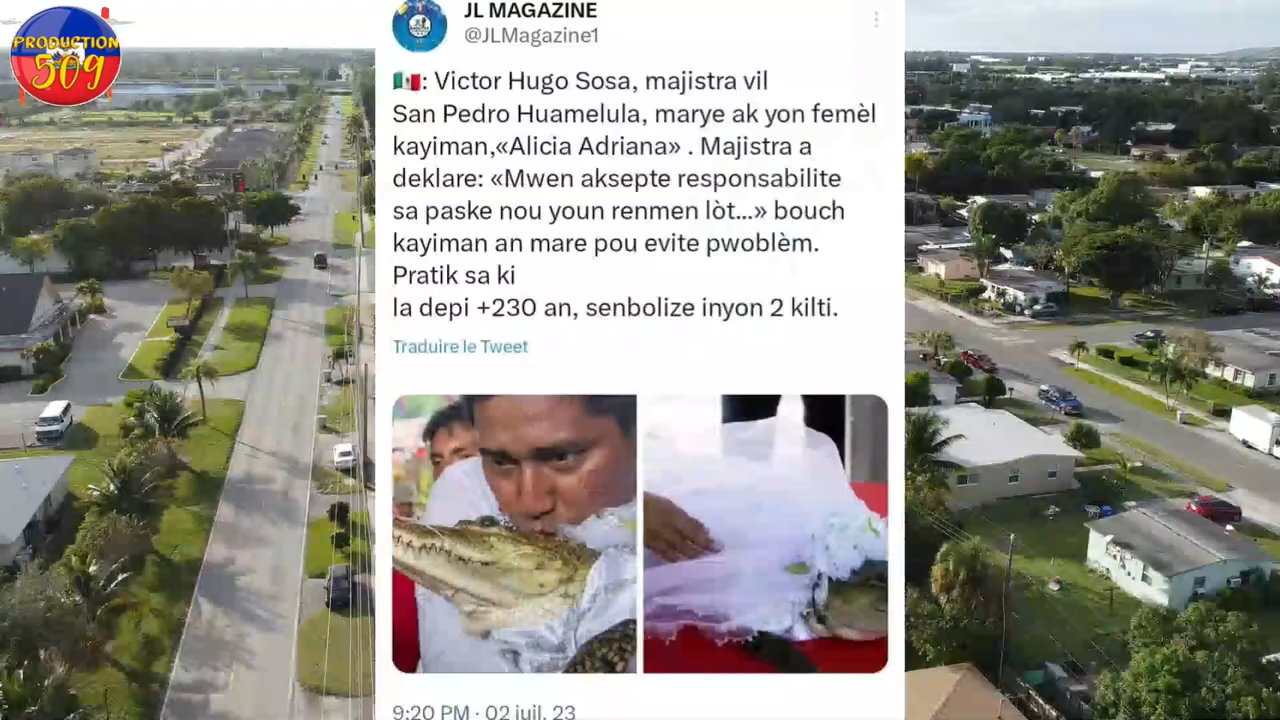 PRODUCTION
509
JL MAGAZINE
@JLMagazine1
🇲🇽: Victor Hugo Sosa, majistra vil
San Pedro Huamelula, marye ak yon femèl
kayiman,«Alicia Adriana» . Majistra a
deklare: «Mwen aksepte responsabilite
sa paske nou youn renmen lòt...» bouch
kayiman an mare pou evite pwoblèm.
Pratik sa ki
la depi +230 an, senbolize inyon 2 kilti.
Traduire le Tweet
9:20 PM · 02 juil. 23